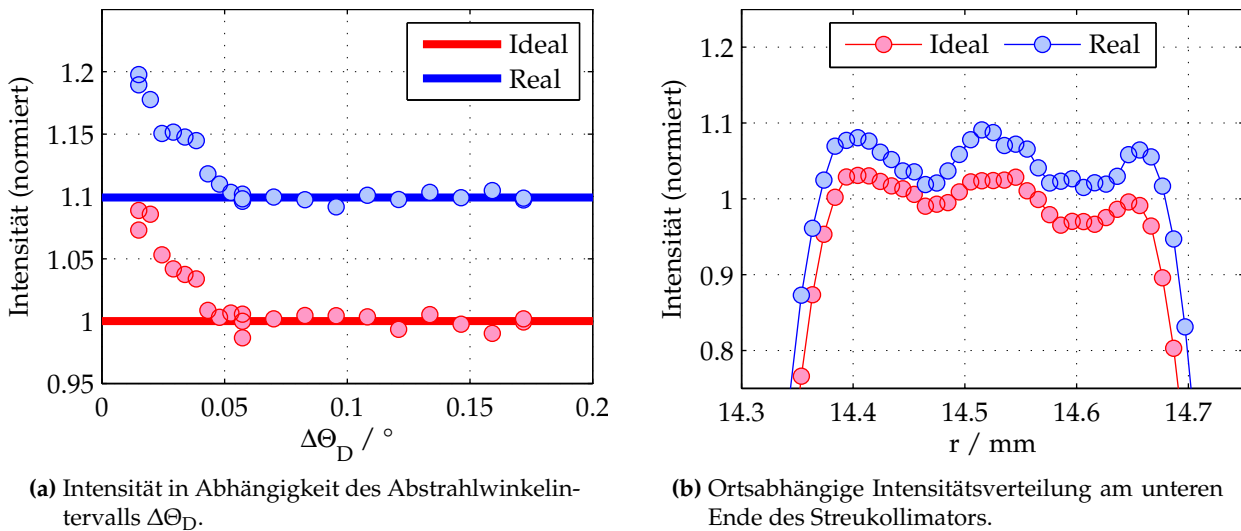 Intensität (normiert)
1.2
1.15
1.1
1.05
1
0.95
0 0.05 0.1 0.15 0.2
ΔΘD / °
Ideal
Real
(a) Intensität in Abhängigkeit des Abstrahlwinkelin-
tervalls ΔΘD.
Intensität (normiert)
1.2
1.1
1
0.9
0.8
14.3 14.4 14.5 14.6 14.7
r / mm
Ideal Real
(b) Ortsabhängige Intensitätsverteilung am unteren
Ende des Streukollimators.